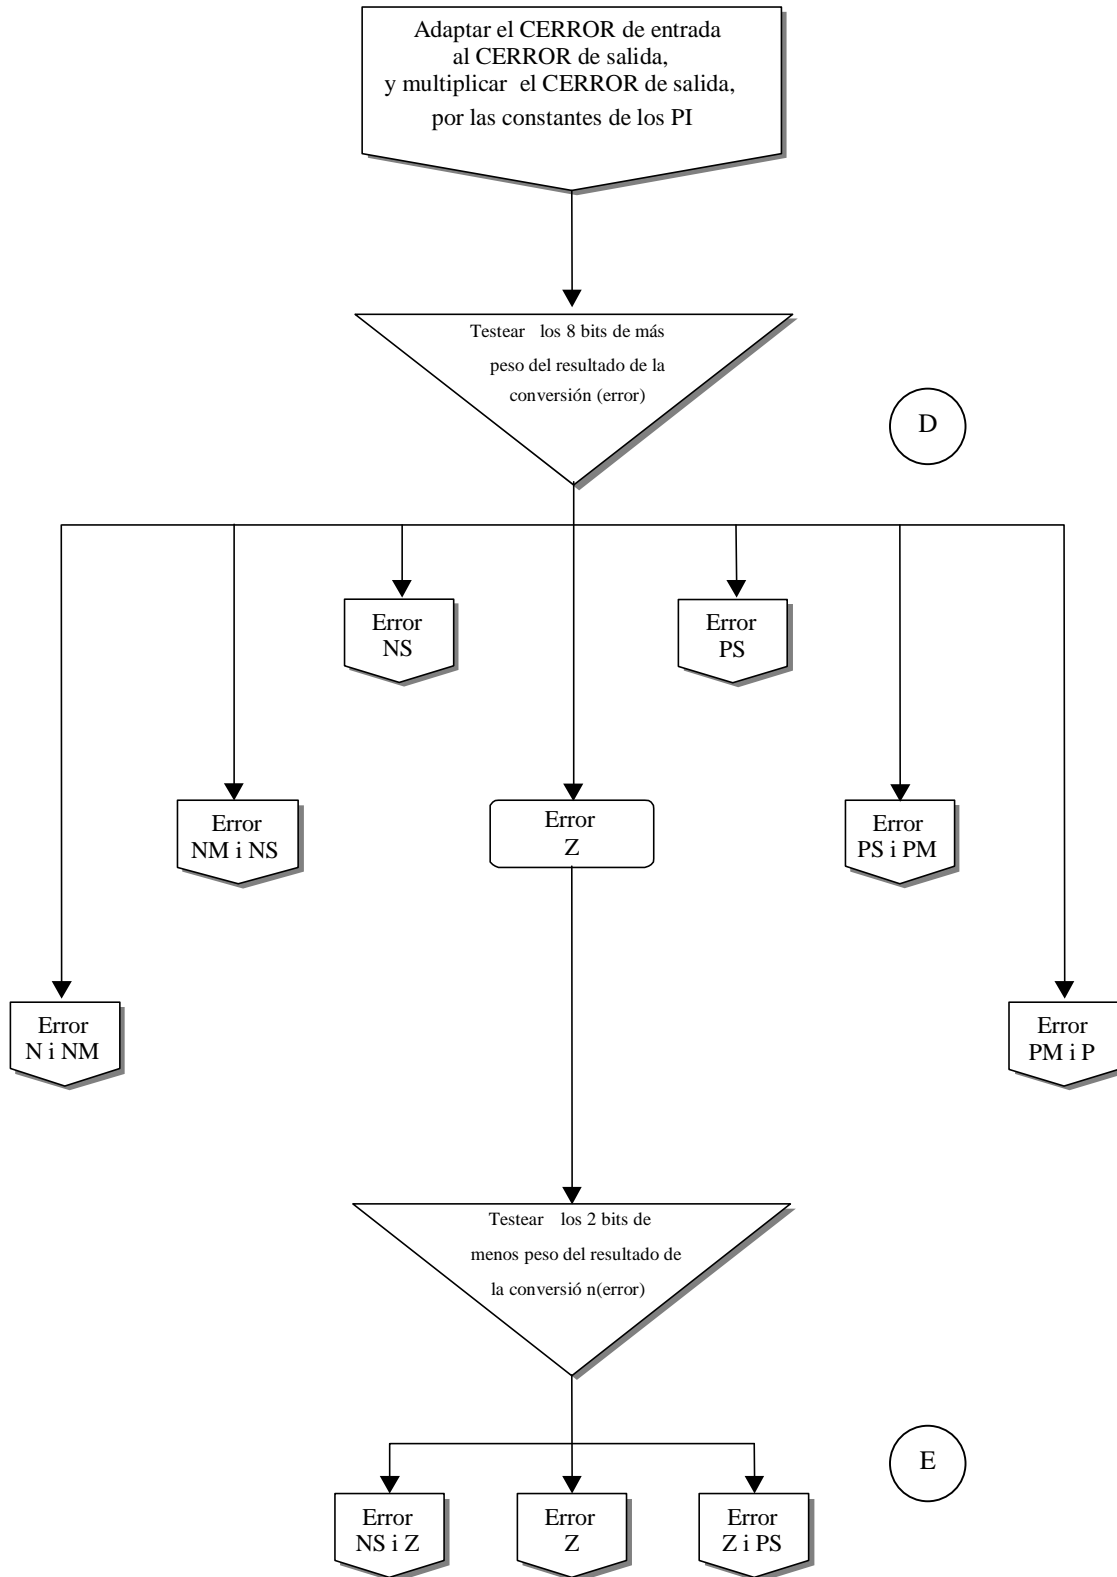 Adaptar el CERROR de entrada
al CERROR de salida,
y multiplicar el CERROR de salida,
por las constantes de los PI
Testear los 8 bits de más
peso del resultado de la
conversión (error)
D
Error
NS
Error
PS
Error
NM i NS
Error
Z
Error
PS i PM
Error
N i NM
Error
PM i P
Testear los 2 bits de
menos peso del resultado de
la conversió n(error)
E
Error
NS i Z
Error
Z
Error
Z i PS